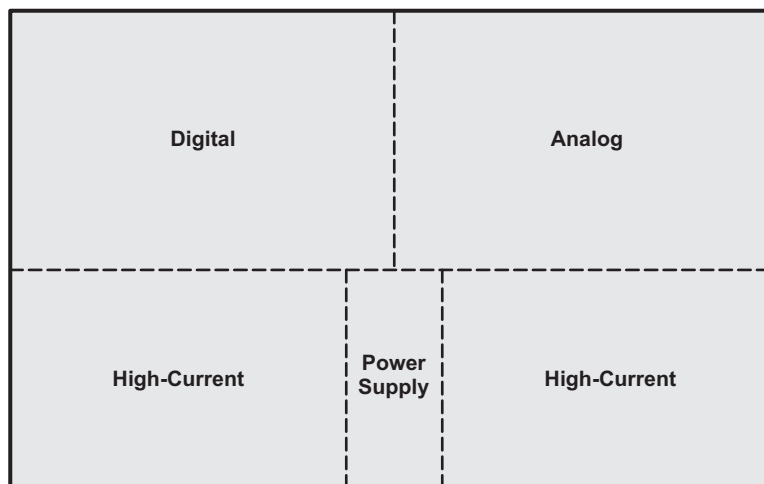 Digital
Analog
High-Current
Power
Supply
High-Current